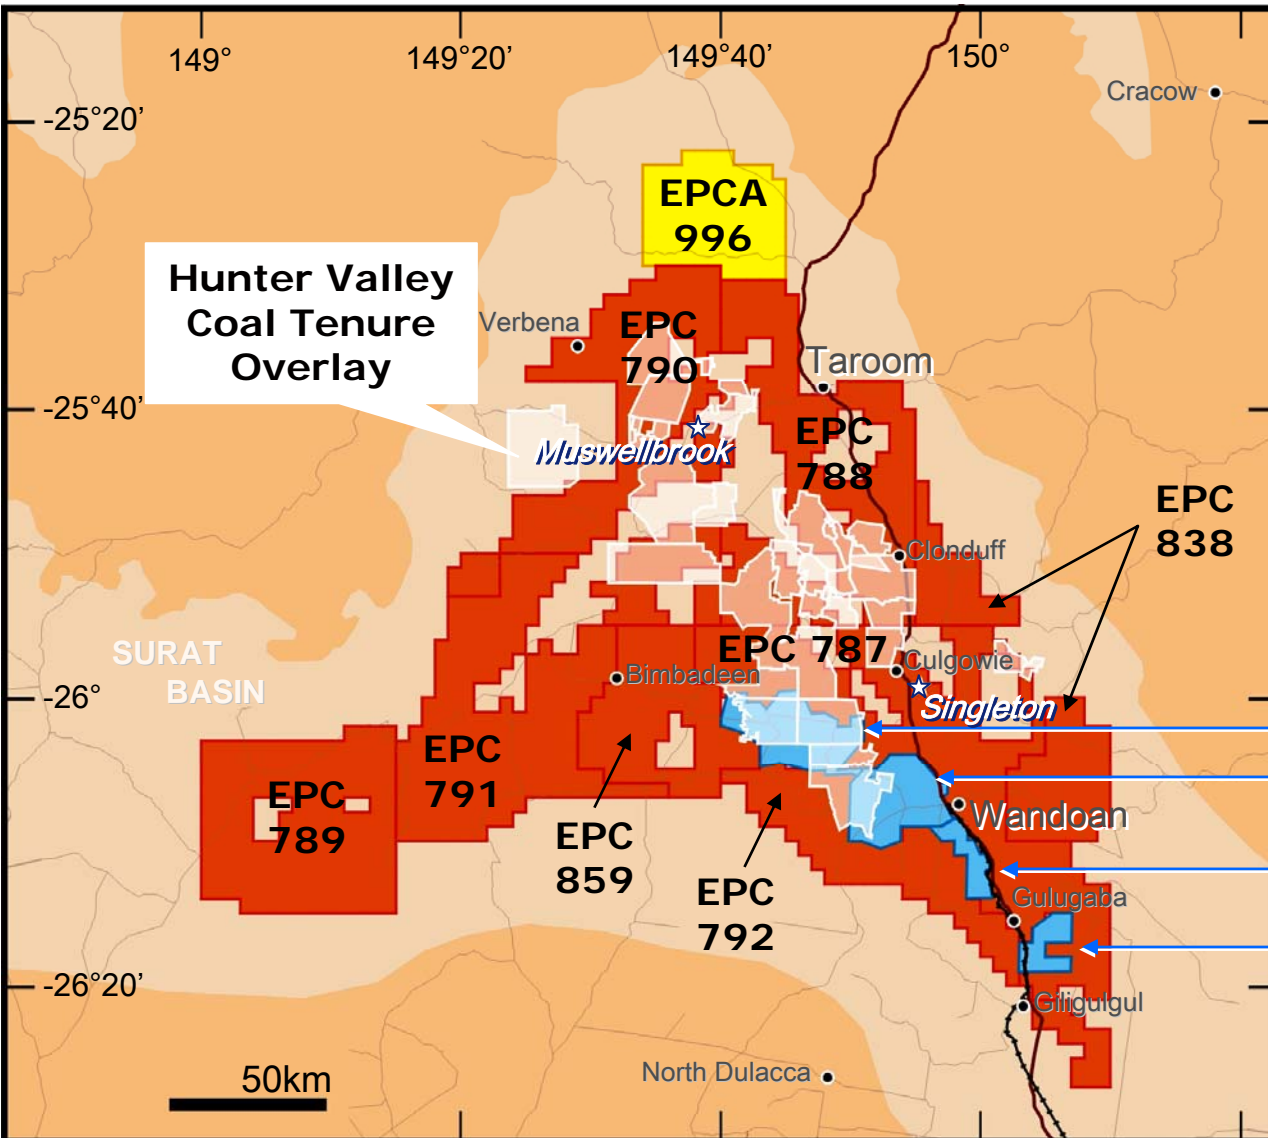 149°
149°20'
149°40'
150°
Cracow
-25°20'
EPCA
996
Hunter Valley
Coal Tenure
Overlay
Verbena
EPC
790
Taroom
-25°40'
EPC
788
Muswellbrook
EPC
838
Clonduff
SURAT
BASIN
EPC 787
Culgowie
Bimbadeen
-26°
Singleton
EPC
791
EPC
789
Wandoan
EPC
859
EPC
792
Gulugaba
-26°20'
Giligulgul
50km
North Dulacca